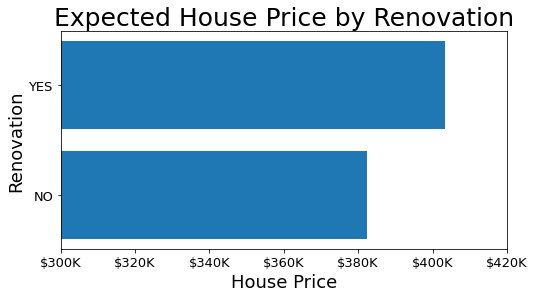 Expected House Price by Renovation
YES
NO
Renovation
$300K $320K $340K $360K $380K $400K $420K
House Price